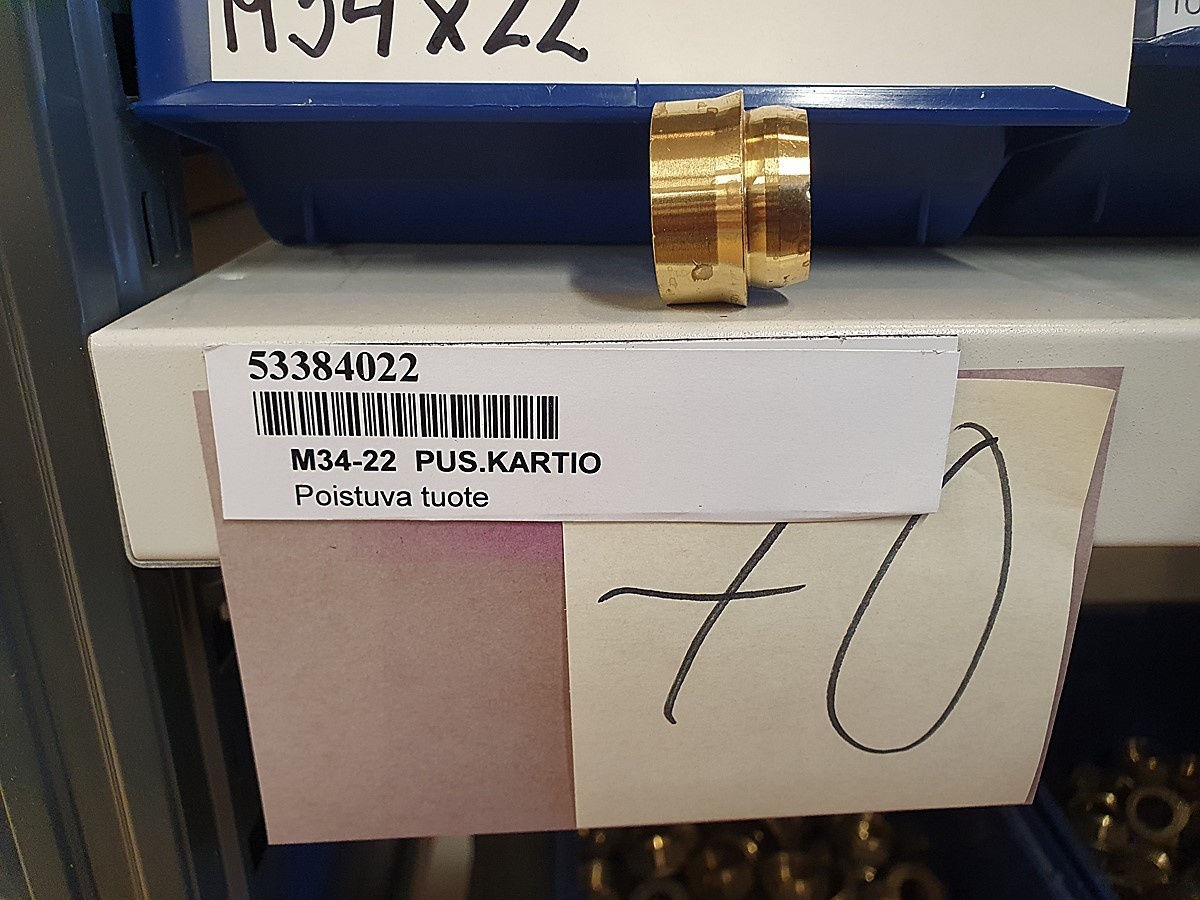 M34x22
53384022
M34-22 PUS.KARTIO
Poistuva tuote
70